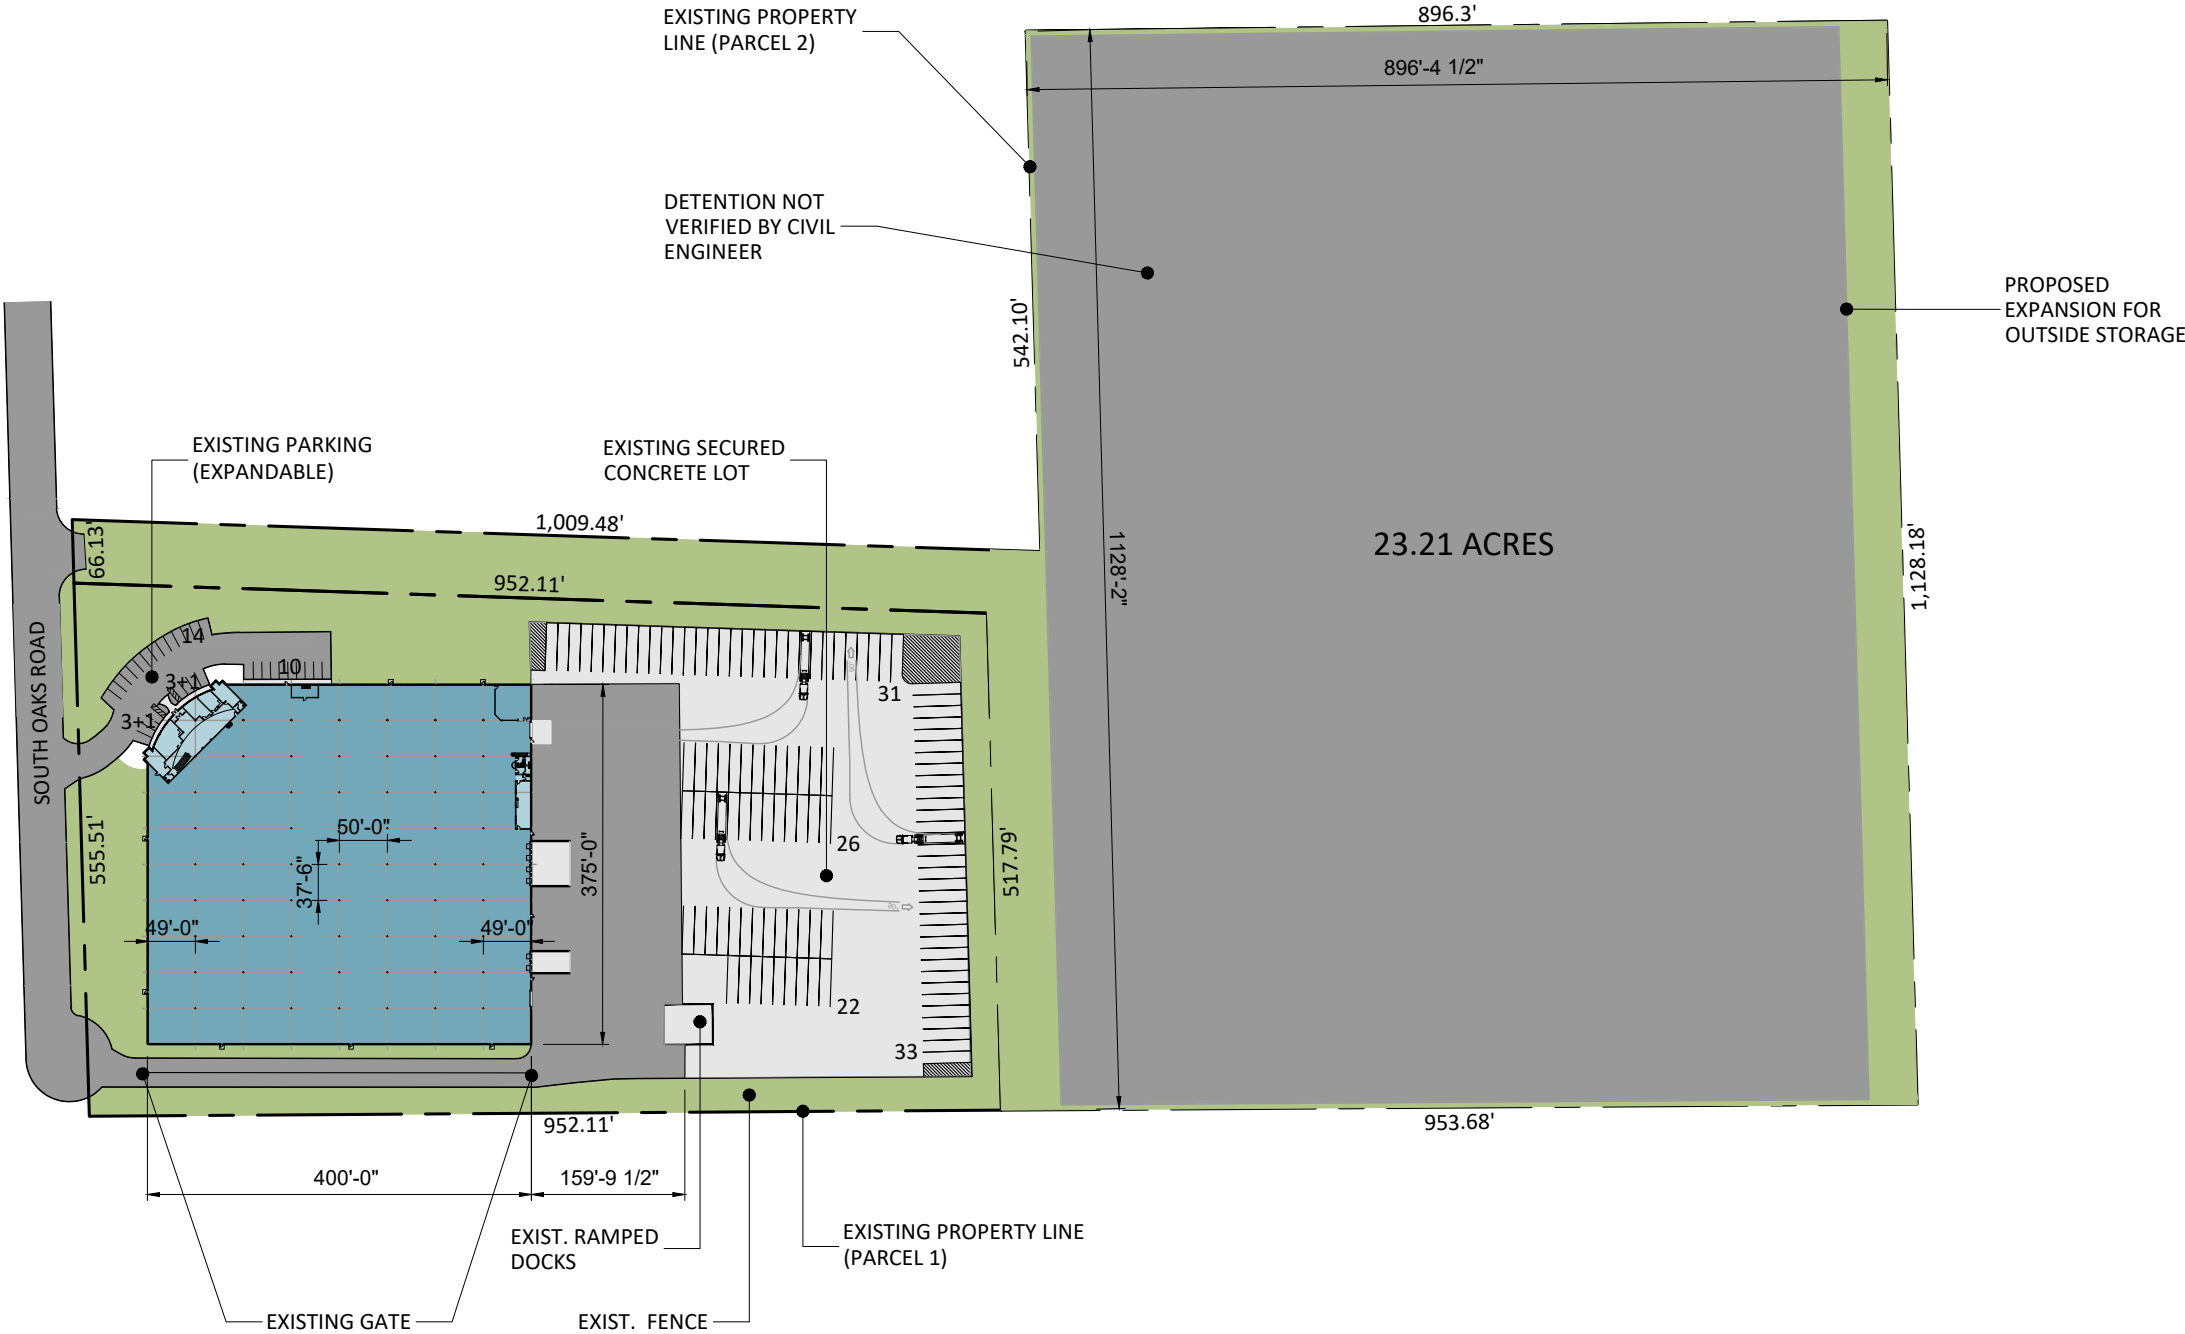 EXISTING PROPERTY
LINE (PARCEL 2)
896.3'
896'-4 1/2"
DETENTION NOT
VERIFIED BY CIVIL
ENGINEER
PROPOSED
EXPANSION FOR
OUTSIDE STORAGE
542.10'
EXISTING PARKING
(EXPANDABLE)
EXISTING SECURED
CONCRETE LOT
1,009.48'
66.13'
952.11'
1128'-2"
23.21 ACRES
1,128.18'
SOUTH OAKS ROAD
14
10
3+1
3+1
31
555.51'
50'-0"
37'-6"
49'-0"
49'-0"
375'-0"
26
517.79'
22
33
952.11'
953.68'
400'-0"
159'-9 1/2"
EXIST. RAMPED
DOCKS
EXISTING PROPERTY LINE
(PARCEL 1)
EXISTING GATE
EXIST. FENCE